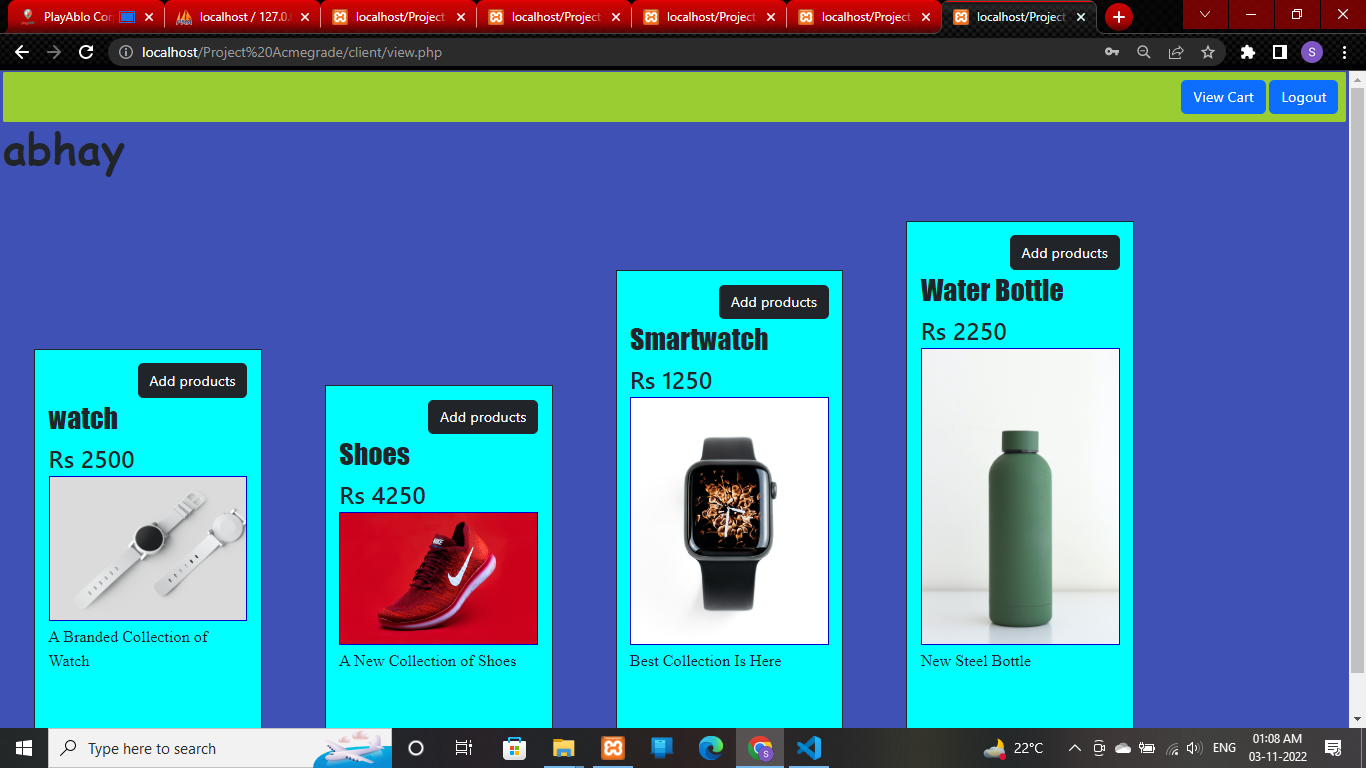 PlayAblo Cor
localhost / 127.0.
localhost/Project
localhost/Project
localhost/Project
localhost/Project
localhost/Project
localhost/Project%20Acmegrade/client/view.php
S
View Cart
Logout
abhay
Add products
watch
Rs 2500
A Branded Collection of
Watch
Add products
Shoes
Rs 4250
NIKE
A New Collection of Shoes
Add products
Smartwatch
Rs 1250
Best Collection Is Here
Add products
Water Bottle
Rs 2250
New Steel Bottle
Type here to search
22°C
ENG
01:08 AM
03-11-2022